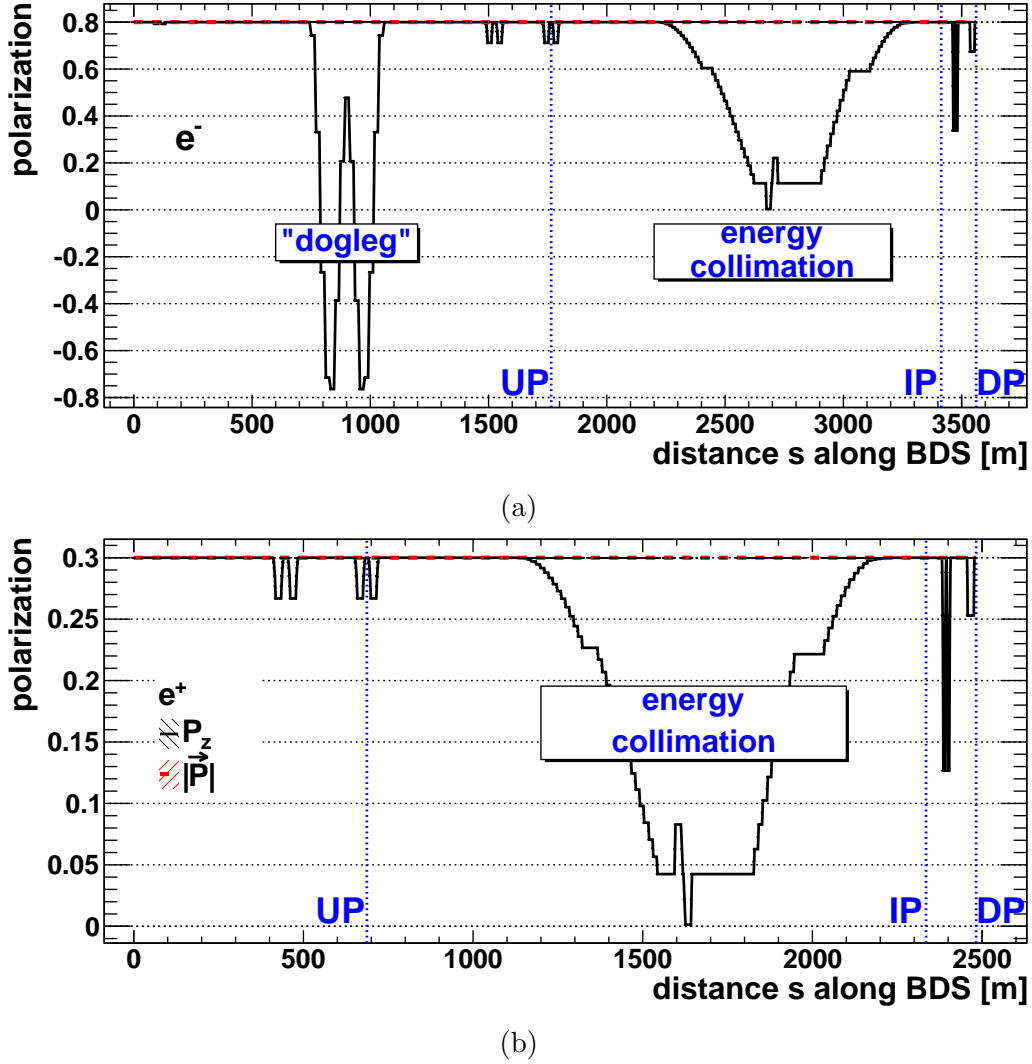 polarization
0.8
0.6
0.4
0.2
0
-0.2
-0.4
-0.6
-0.8
e-
"dogleg"
energy
collimation
UP
IP
DP
0 500 1000 1500 2000 2500 3000 3500
distance s along BDS [m]
(a)
polarization
0.3
0.25
0.2
0.15
0.1
0.05
0
e+
Pz
|P⃗|
energy
collimation
UP
IP
DP
0 500 1000 1500 2000 2500
distance s along BDS [m]
(b)